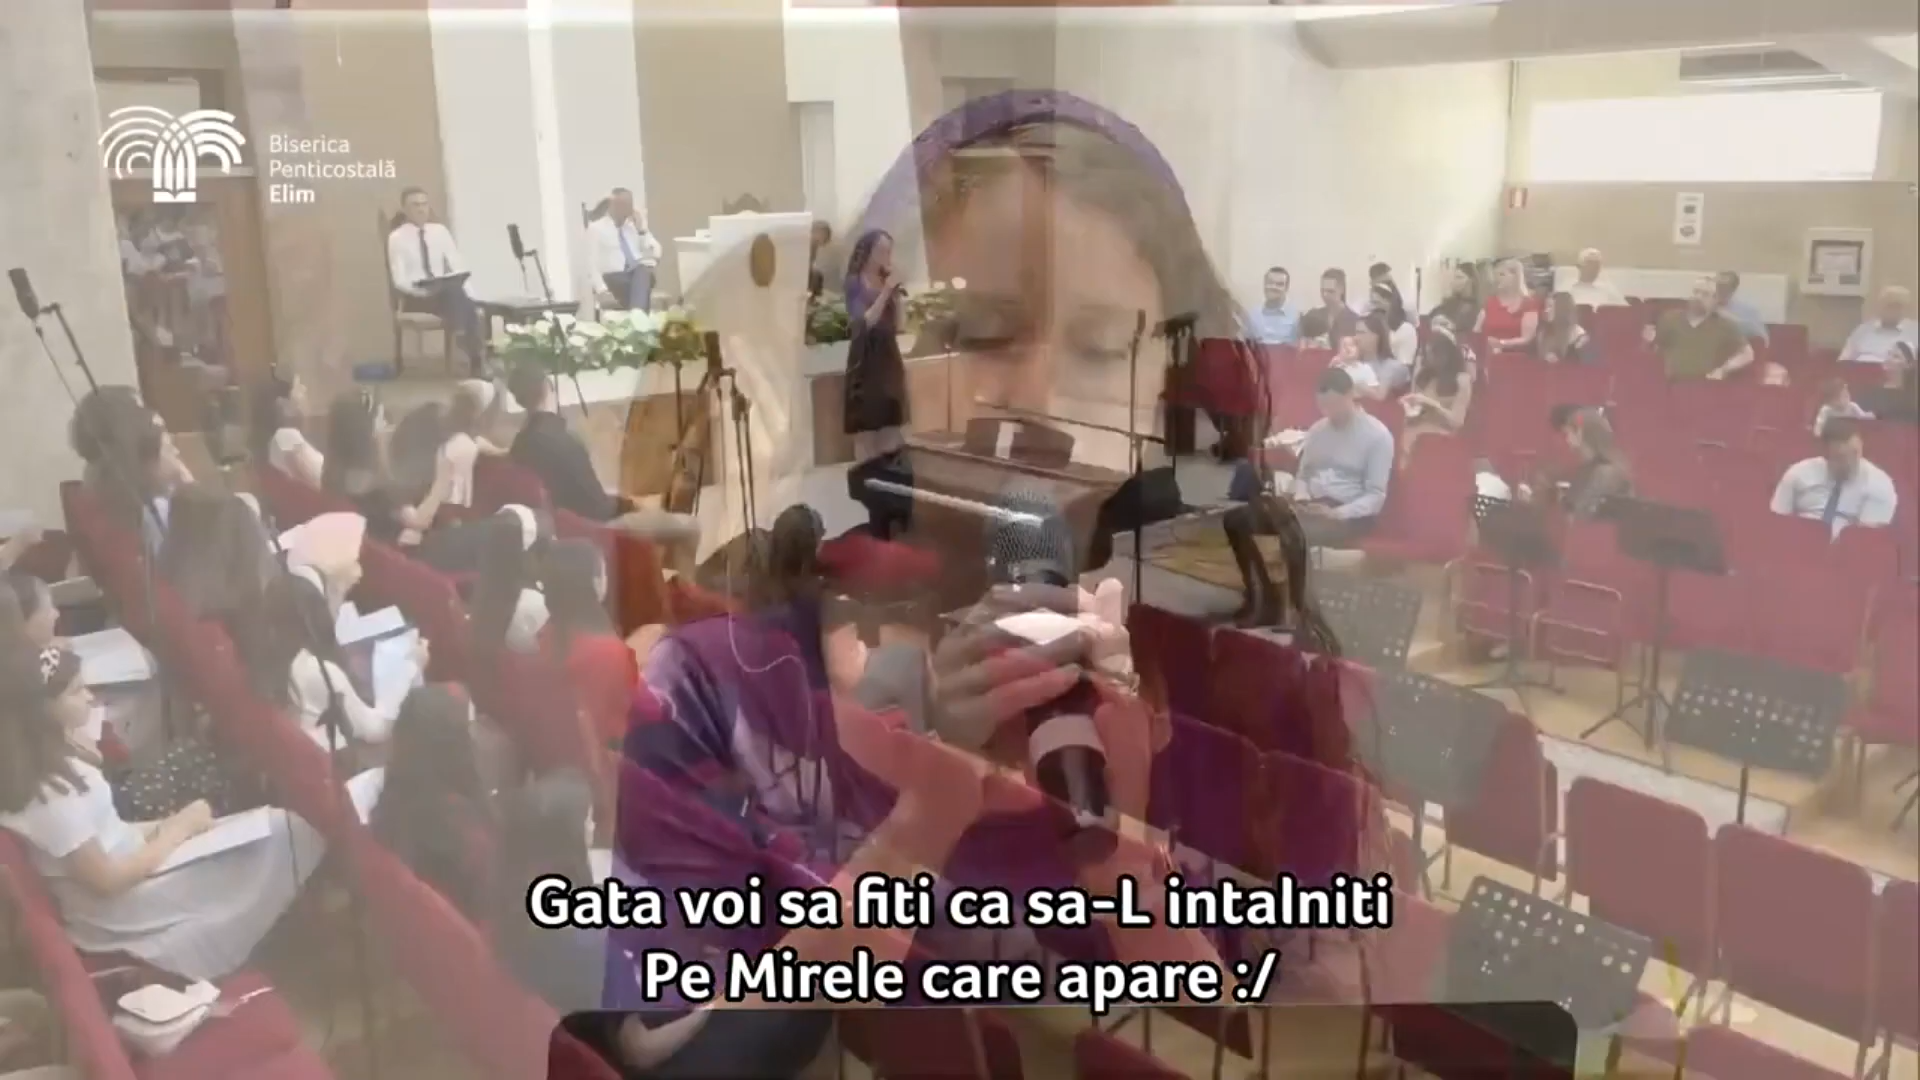 Biserica
Penticostală
Elim
Gata voi sa fiti ca sa-L intalniti
Pe Mirele care apare :/